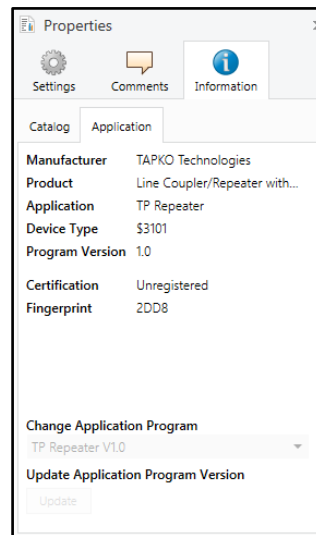 Properties
Settings
Comments
Information
Catalog
Application
Manufacturer TAPKO Technologies
Product Line Coupler/Repeater with...
Application TP Repeater
Device Type $3101
Program Version 1.0
Certification Unregistered
Fingerprint 2DD8
Change Application Program
TP Repeater V1.0
Update Application Program Version
Update